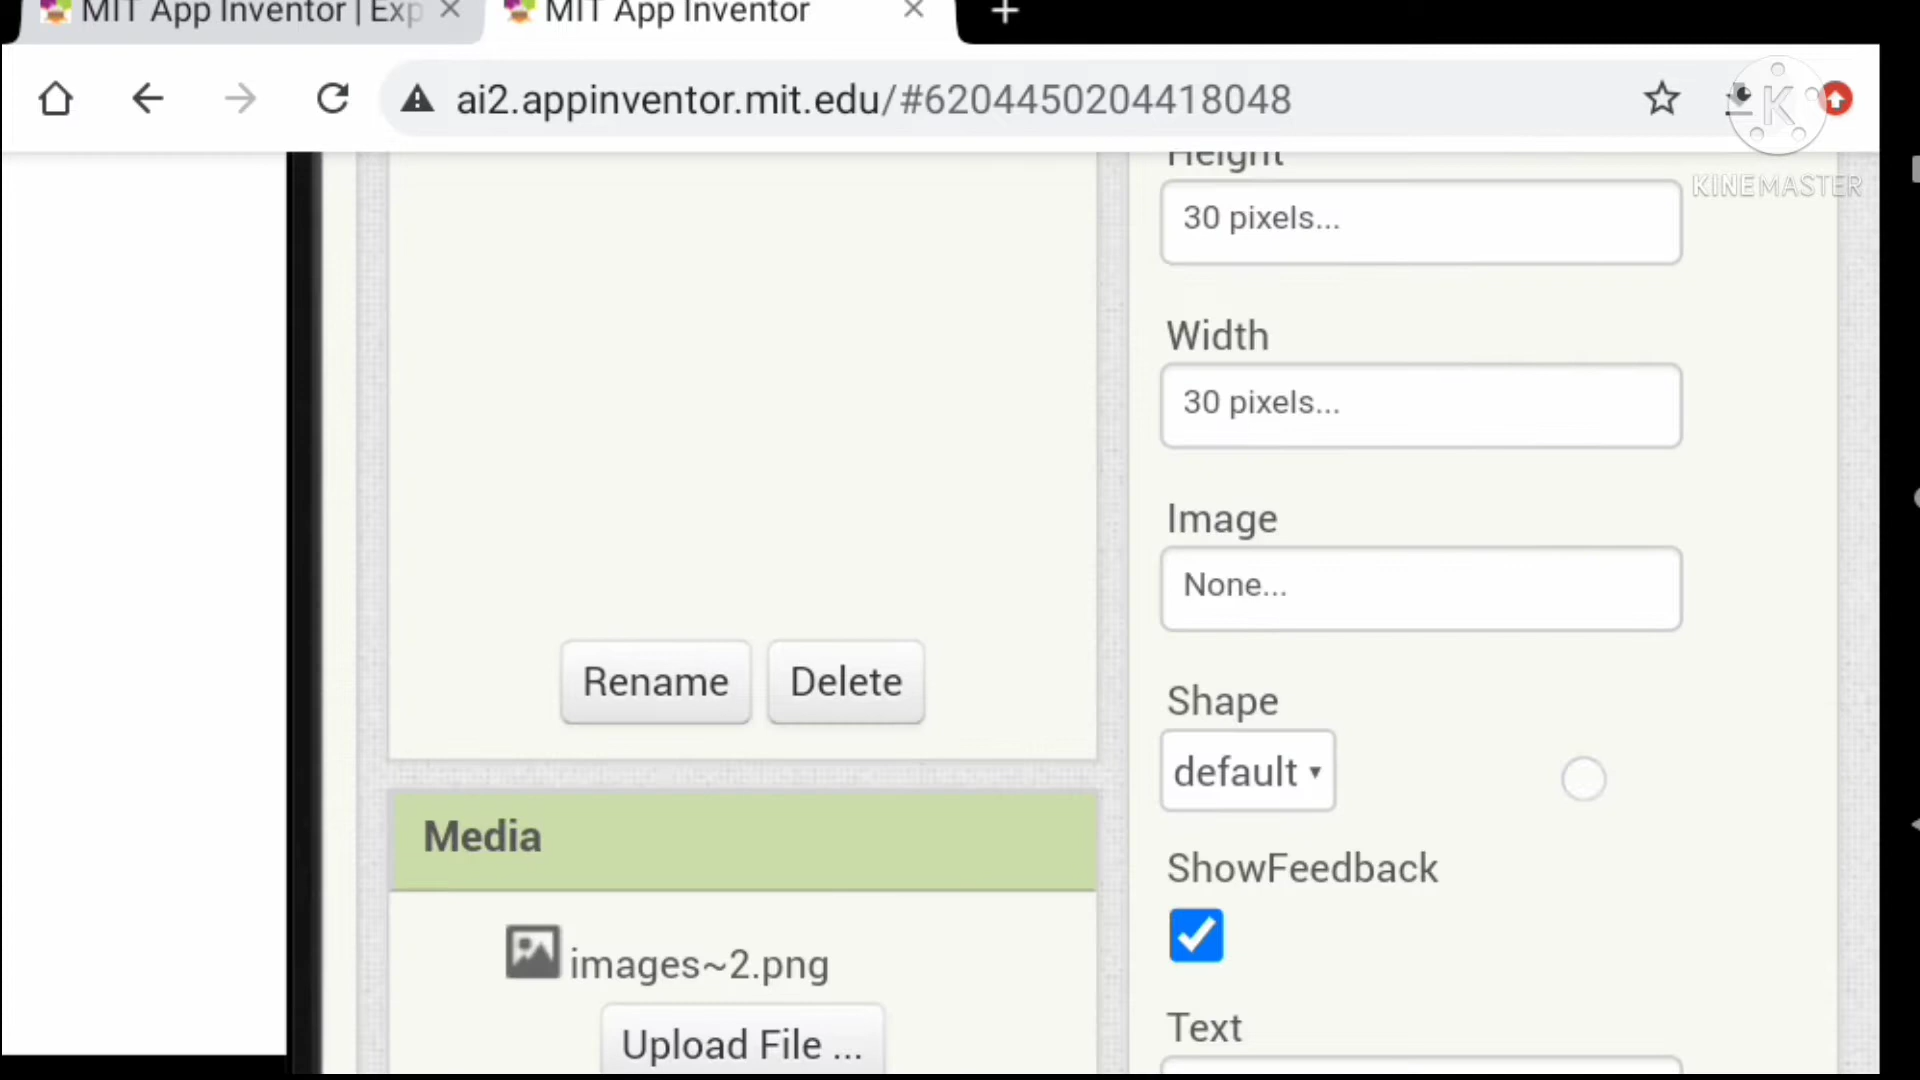 MIT App Inventor | Exp
MIT App Inventor
ai2.appinventor.mit.edu/#6204450204418048
K
KINEMASTER
Height
30 pixels...
Width
30 pixels...
Image
None...
Rename
Delete
Shape
default
Media
ShowFeedback
images~2.png
Text
Upload File ...